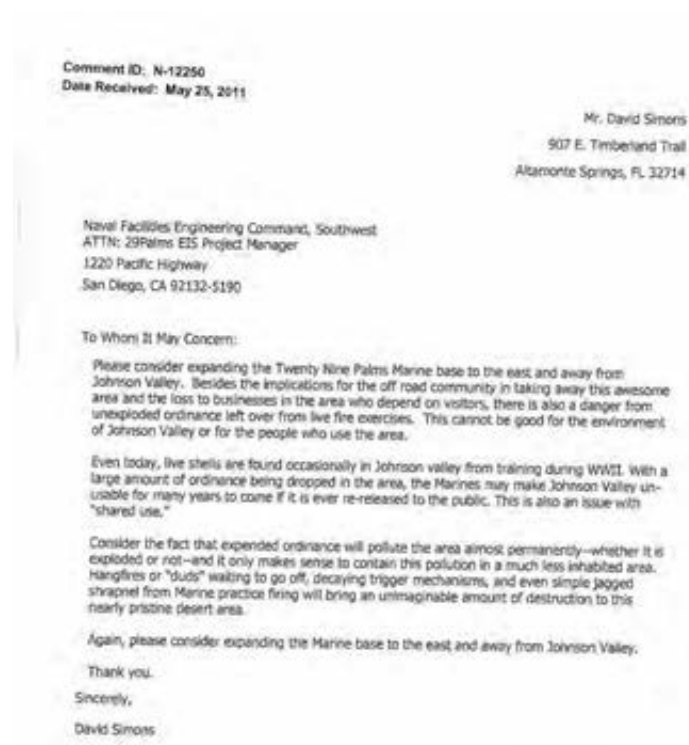 Comment ID: N-12250
Date Received: May 25, 2011
Mr. David Simons
907 E. Timberland Trail
Altamonte Springs, FL 32714
Naval Facilities Engineering Command, Southwest
ATTN: 29Palms EIS Project Manager
1220 Pacific Highway
San Diego, CA 92132-5190
To Whom It May Concern:
Please consider expanding the Twenty Nine Palms Marine base to the east and away from
Johnson Valley. Besides the implications for the off road community in taking away this awesome
area and the loss to businesses in the area who depend on visitors, there is also a danger from
unexploded ordinance left over from live fire exercises. This cannot be good for the environment
of Johnson Valley or for the people who use the area.
Even today, live shells are found occasionally in Johnson valley from training during WWII. With a
large amount of ordinance being dropped in the area, the Marines may make Johnson Valley un-
usable for many years to come if it is ever re-released to the public. This is also an issue with
"shared use."
Consider the fact that expended ordinance will pollute the area almost permanently--whether it is
exploded or not--and it only makes sense to contain this pollution in a much less inhabited area.
Hangfires or "duds" waiting to go off, decaying trigger mechanisms, and even simple jagged
shrapnel from Marine practice firing will bring an unimaginable amount of destruction to this
nearly pristine desert area.
Again, please consider expanding the Marine base to the east and away from Johnson Valley.
Thank you.
Sincerely,
David Simons